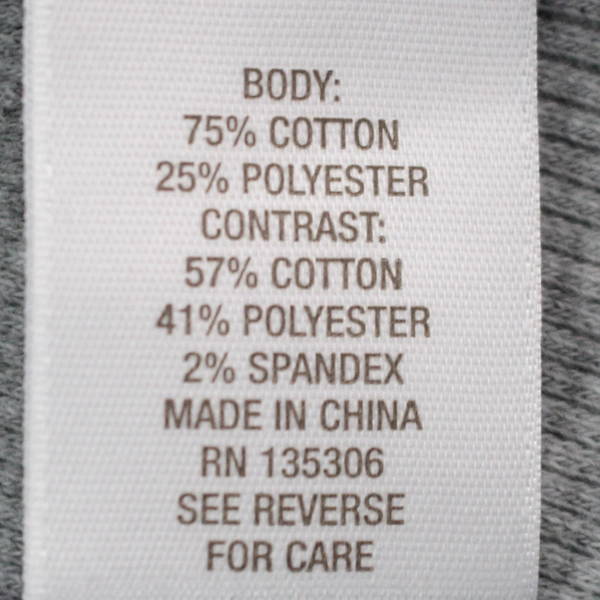 BODY:
75% COTTON
25% POLYESTER
CONTRAST:
57% COTTON
41% POLYESTER
2% SPANDEX
MADE IN CHINA
RN 135306
SEE REVERSE
FOR CARE